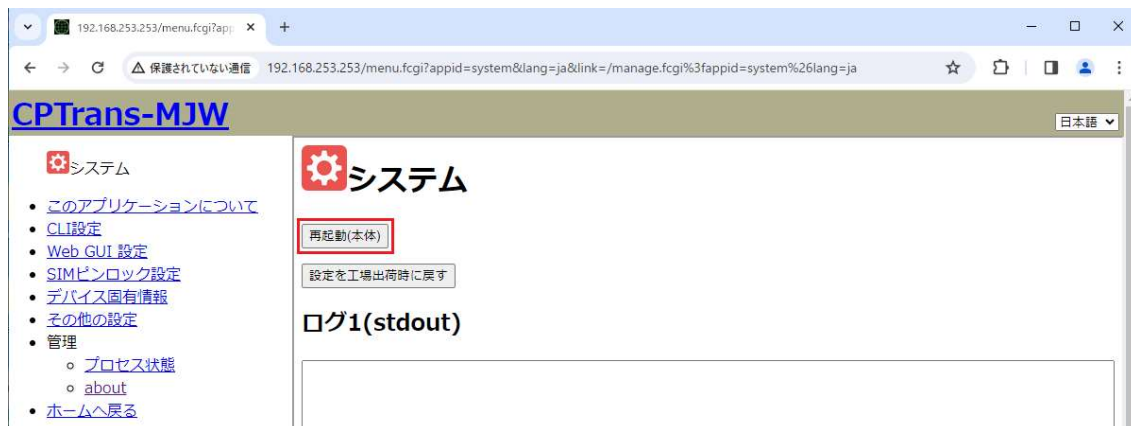 192.168.253.253/menu.fcgi?app
保護されていない通信
192.168.253.253/menu.fcgi?appid=system&lang=ja&link=/manage.fcgi%3fappid=system%26lang=ja
CPTrans-MJW
日本語
システム
このアプリケーションについて
CLI設定
Web GUI 設定
SIMピンロック設定
デバイス固有情報
その他の設定
管理
プロセス状態
about
ホームへ戻る
システム
再起動(本体)
設定を工場出荷時に戻す
ログ1(stdout)